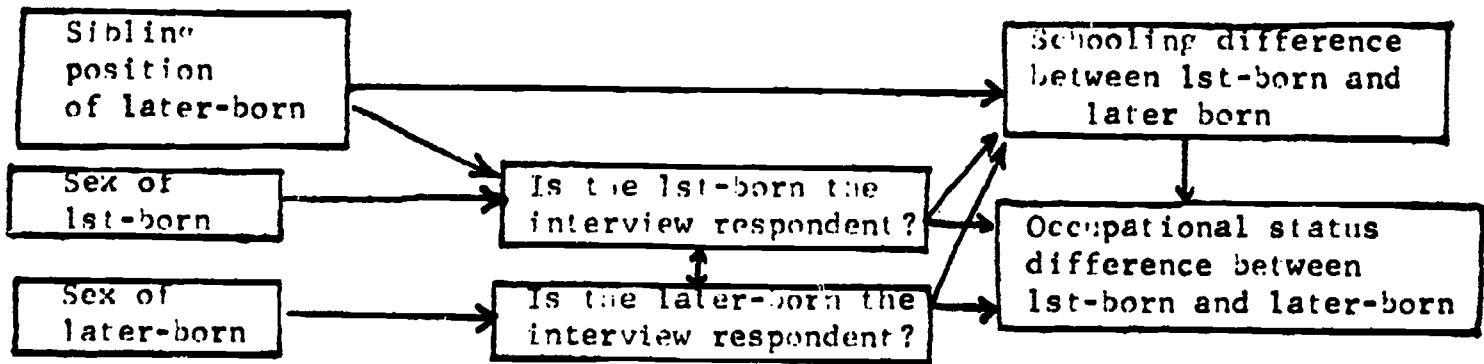 Sibling
position
of later-born
Sex of
1st-born
Sex of
later-born
Is the 1st-born the
interview respondent?
Is the later-born the
interview respondent?
Schooling difference
between 1st-born and
later born
Occupational status
difference between
1st-born and later-born